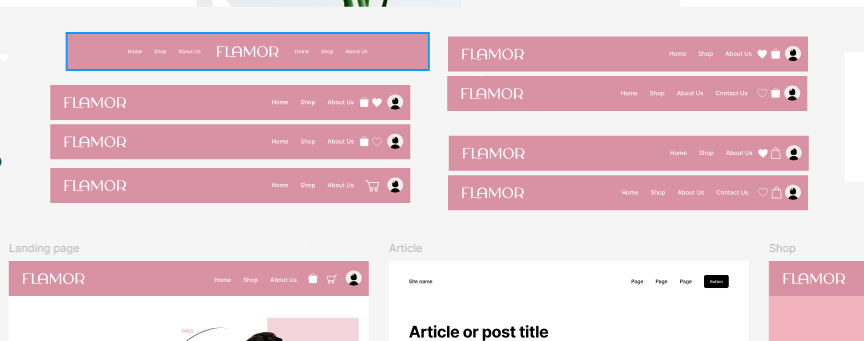 Home Shop About Us FLAMOR Home Shop About Us
FLAMOR Home Shop About Us
FLAMOR Home Shop About Us
FLAMOR Home Shop About Us
FLAMOR Home Shop About Us
FLAMOR Home Shop About Us Contact Us
FLAMOR Home Shop About Us
FLAMOR Home Shop About Us Contact Us
Landing page
FLAMOR Home Shop About Us
BAGS
Article
Site name Page Page Page Button
Article or post title
Shop
FLAMOR